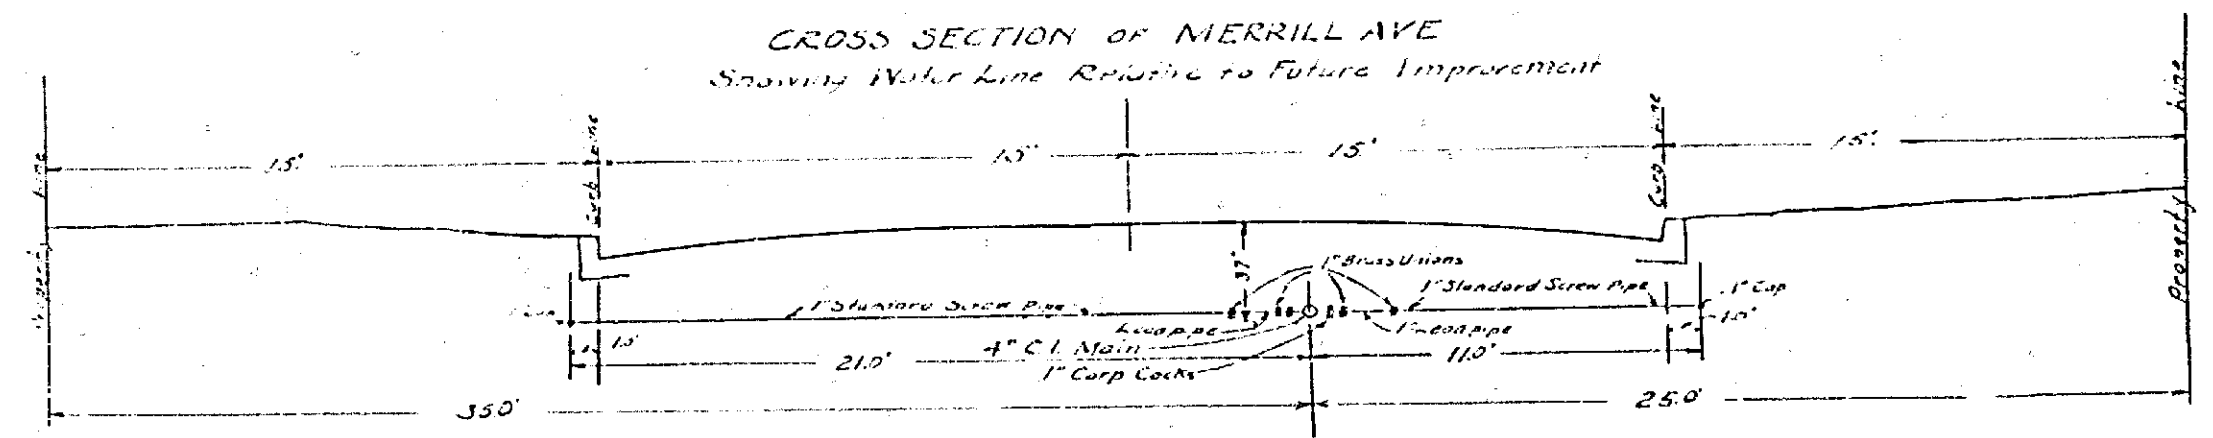 CROSS SECTION OF MERRILL AVE
Showing Water Line Relative to Future Improvement
Property Line
Curb Line
Curb Line
Property Line
15'
15'
15'
15'
37"
1" Brass Unions
1" Standard Screw Pipe
1" Standard Screw Pipe
1" Cap
Cap
1.0'
1.0'
Lead pipe
1" Lead pipe
4" C.I. Main
1" Corp Cocks
21.0'
11.0'
35.0'
25.0'